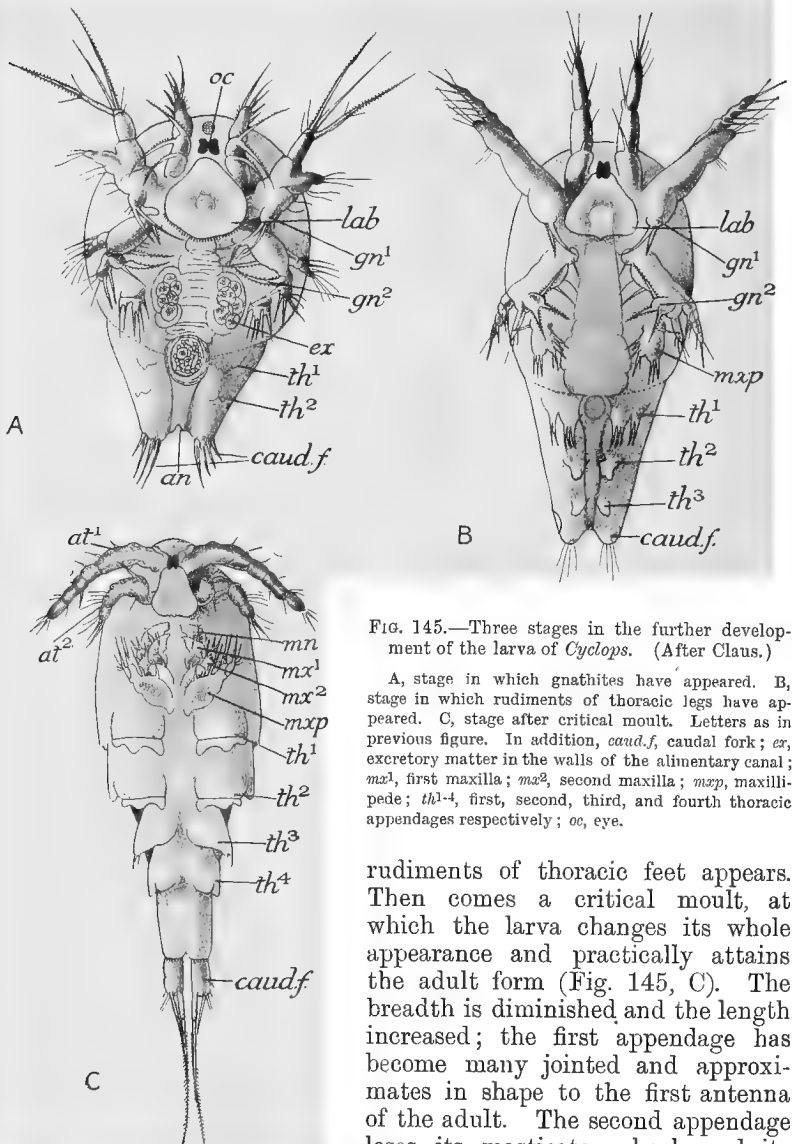 oc
lab
gn1
gn2
ex
th1
th2
caud.f.
an
A
lab
gn1
gn2
mxp
th1
th2
th3
caud.f.
B
at1
at2
mn
mx1
mx2
mxp
th1
th2
th3
th4
caud.f.
C
FIG. 145.—Three stages in the further develop-
ment of the larva of Cyclops. (After Claus.)
A, stage in which gnathites have appeared. B,
stage in which rudiments of thoracic legs have ap-
peared. C, stage after critical moult. Letters as in
previous figure. In addition, caud.f, caudal fork; ex,
excretory matter in the walls of the alimentary canal;
mx1, first maxilla; mx2, second maxilla; mxp, maxilli-
pede; th1-4, first, second, third, and fourth thoracic
appendages respectively; oc, eye.
rudiments of thoracic feet appears.
Then comes a critical moult, at
which the larva changes its whole
appearance and practically attains
the adult form (Fig. 145, C). The
breadth is diminished and the length
increased; the first appendage has
become many jointed and approxi-
mates in shape to the first antenna
of the adult. The second appendage